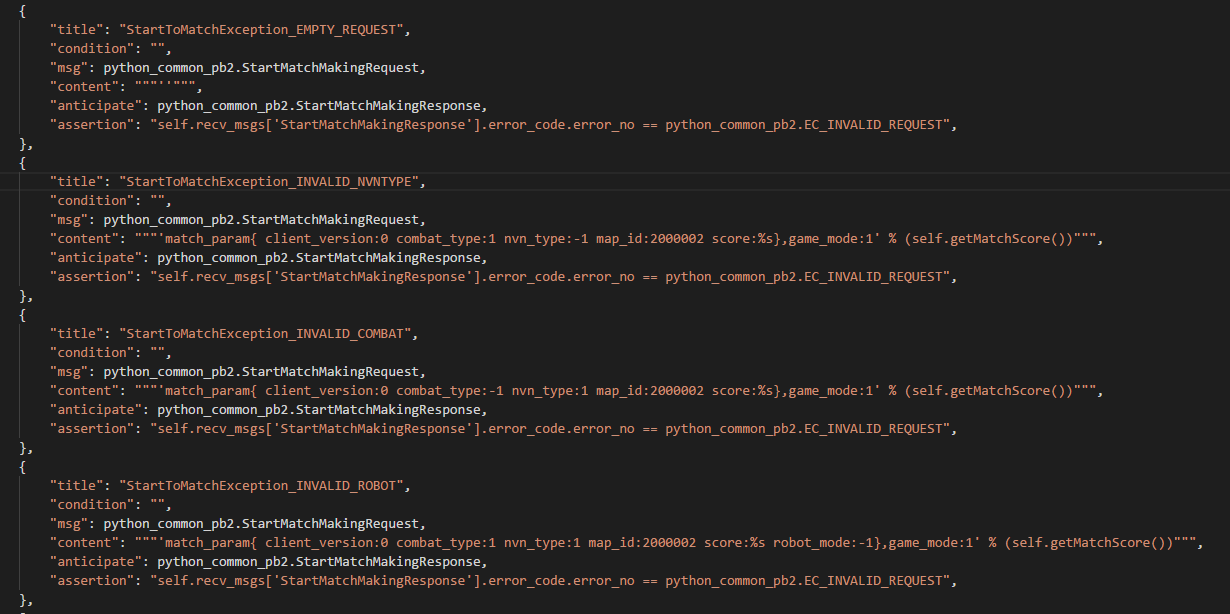 {
"title": "StartToMatchException_EMPTY_REQUEST",
"condition": "",
"msg": python_common_pb2.StartMatchMakingRequest,
"content": """''""",
"anticipate": python_common_pb2.StartMatchMakingResponse,
"assertion": "self.recv_msgs['StartMatchMakingResponse'].error_code.error_no == python_common_pb2.EC_INVALID_REQUEST",
},
{
"title": "StartToMatchException_INVALID_NVNTYPE",
"condition": "",
"msg": python_common_pb2.StartMatchMakingRequest,
"content": """'match_param{ client_version:0 combat_type:1 nvn_type:-1 map_id:2000002 score:%s},game_mode:1' % (self.getMatchScore())""",
"anticipate": python_common_pb2.StartMatchMakingResponse,
"assertion": "self.recv_msgs['StartMatchMakingResponse'].error_code.error_no == python_common_pb2.EC_INVALID_REQUEST",
},
{
"title": "StartToMatchException_INVALID_COMBAT",
"condition": "",
"msg": python_common_pb2.StartMatchMakingRequest,
"content": """'match_param{ client_version:0 combat_type:-1 nvn_type:1 map_id:2000002 score:%s},game_mode:1' % (self.getMatchScore())""",
"anticipate": python_common_pb2.StartMatchMakingResponse,
"assertion": "self.recv_msgs['StartMatchMakingResponse'].error_code.error_no == python_common_pb2.EC_INVALID_REQUEST",
},
{
"title": "StartToMatchException_INVALID_ROBOT",
"condition": "",
"msg": python_common_pb2.StartMatchMakingRequest,
"content": """'match_param{ client_version:0 combat_type:1 nvn_type:1 map_id:2000002 score:%s robot_mode:-1},game_mode:1' % (self.getMatchScore())""",
"anticipate": python_common_pb2.StartMatchMakingResponse,
"assertion": "self.recv_msgs['StartMatchMakingResponse'].error_code.error_no == python_common_pb2.EC_INVALID_REQUEST",
},